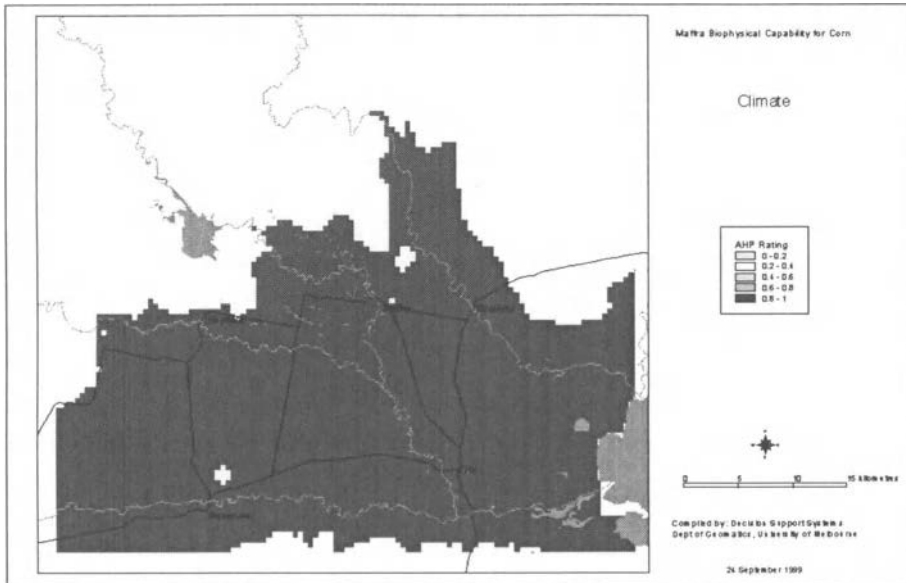 Maffra Biophysical Capability for Corn
Climate
AHP Rating
0 - 0.2
0.2 - 0.4
0.4 - 0.6
0.6 - 0.8
0.8 - 1
0 5 10 15 kilometres
Compiled by: Decision Support Systems
Dept of Geomatics, University of Melbourne
24 September 1999